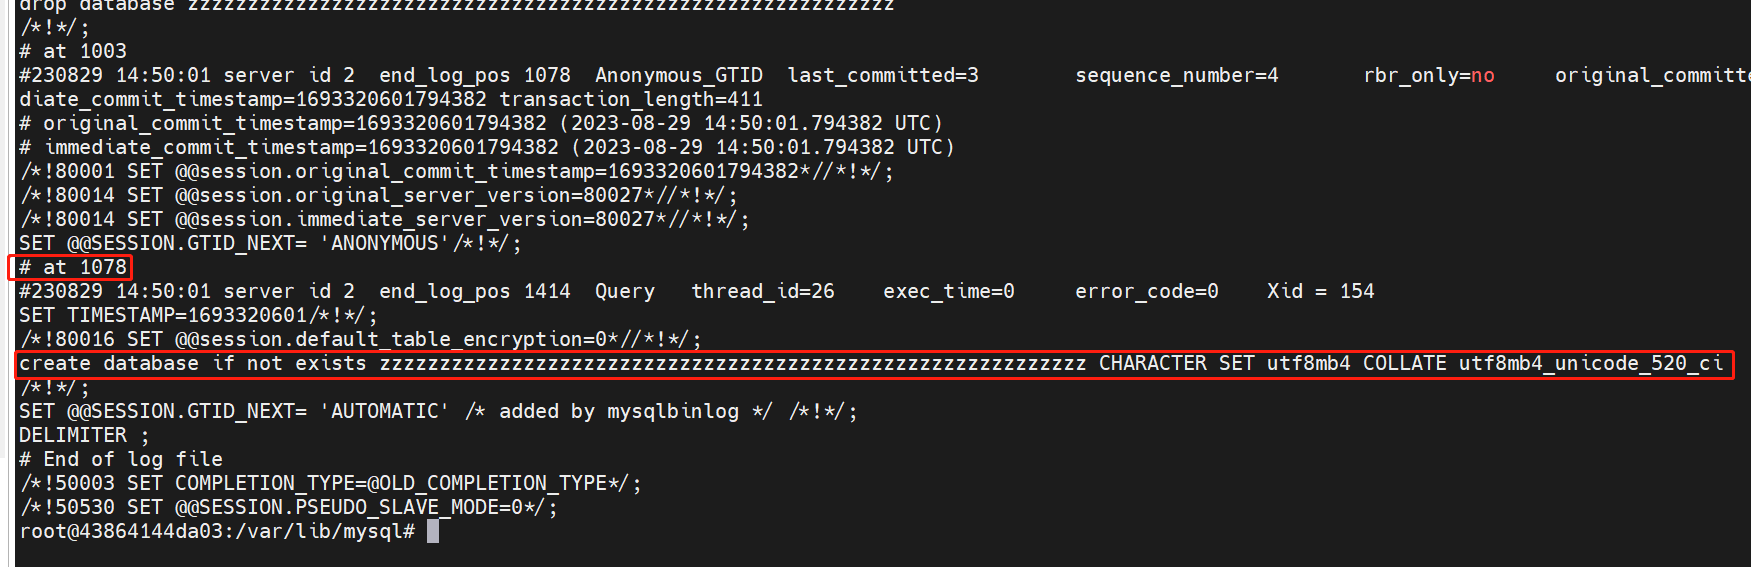 drop database zzzzzzzzzzzzzzzzzzzzzzzzzzzzzzzzzzzzzzzzzzzzzzzzzzzzzzzzzzz
/*!*/;
# at 1003
#230829 14:50:01 server id 2  end_log_pos 1078  Anonymous_GTID  last_committed=3        sequence_number=4       rbr_only=no     original_committ
diate_commit_timestamp=1693320601794382 transaction_length=411
# original_commit_timestamp=1693320601794382 (2023-08-29 14:50:01.794382 UTC)
# immediate_commit_timestamp=1693320601794382 (2023-08-29 14:50:01.794382 UTC)
/*!80001 SET @@session.original_commit_timestamp=1693320601794382*//*!*/;
/*!80014 SET @@session.original_server_version=80027*//*!*/;
/*!80014 SET @@session.immediate_server_version=80027*//*!*/;
SET @@SESSION.GTID_NEXT= 'ANONYMOUS'/*!*/;
# at 1078
#230829 14:50:01 server id 2  end_log_pos 1414  Query   thread_id=26    exec_time=0     error_code=0    Xid = 154
SET TIMESTAMP=1693320601/*!*/;
/*!80016 SET @@session.default_table_encryption=0*//*!*/;
create database if not exists zzzzzzzzzzzzzzzzzzzzzzzzzzzzzzzzzzzzzzzzzzzzzzzzzzzzzzzzzzz CHARACTER SET utf8mb4 COLLATE utf8mb4_unicode_520_ci
/*!*/;
SET @@SESSION.GTID_NEXT= 'AUTOMATIC' /* added by mysqlbinlog */ /*!*/;
DELIMITER ;
# End of log file
/*!50003 SET COMPLETION_TYPE=@OLD_COMPLETION_TYPE*/;
/*!50530 SET @@SESSION.PSEUDO_SLAVE_MODE=0*/;
root@43864144da03:/var/lib/mysql#